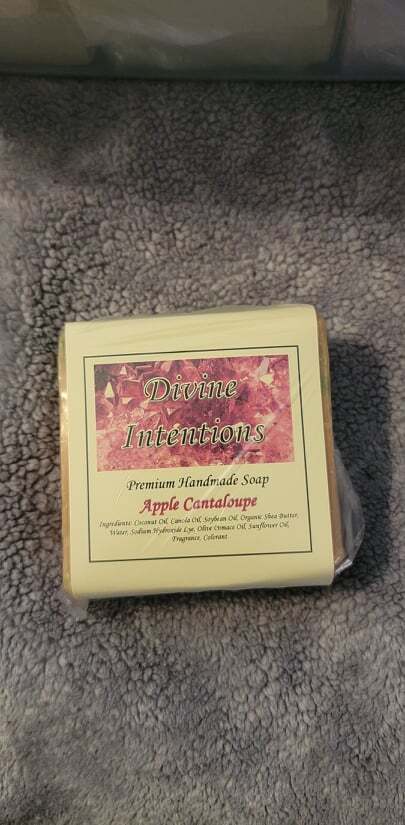 Divine
Intentions
Premium Handmade Soap
Apple Cantaloupe
Ingredients: Coconut Oil, Canola Oil, Soybean Oil, Organic Shea Butter,
Water, Sodium Hydroxide Lye, Olive Pomace Oil, Sunflower Oil,
Fragrance, Colorant